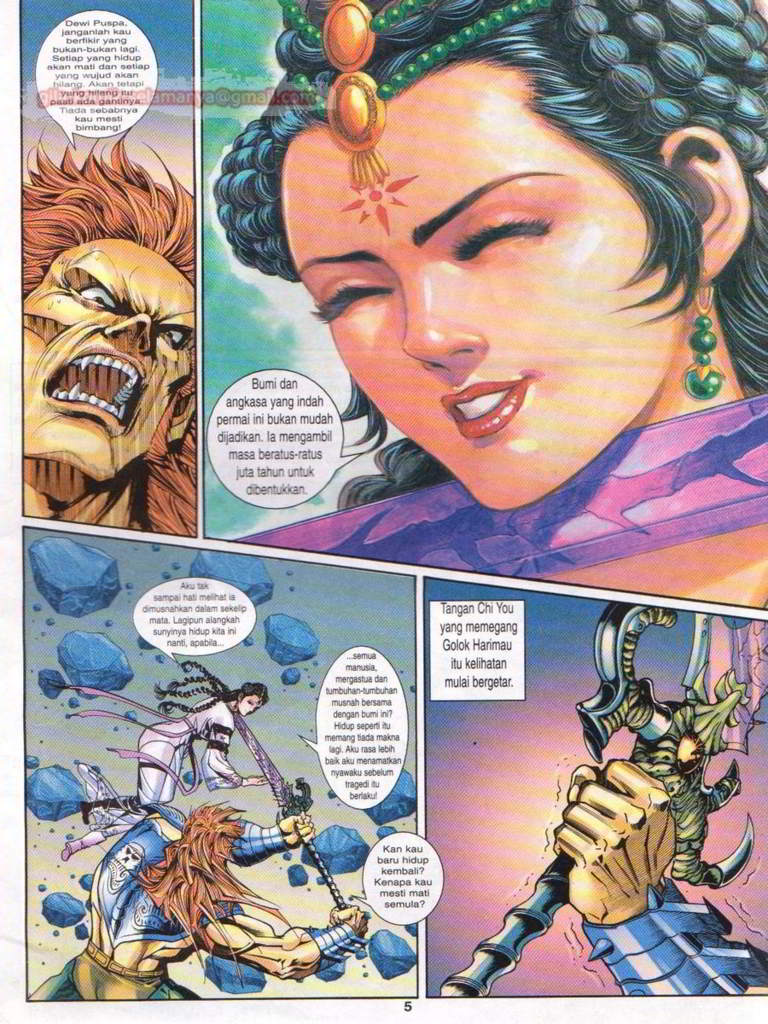 Dewi Puspa,
janganlah kau
berfikir yang
bukan-bukan lagi.
Setiap yang hidup
akan mati dan setiap
yang wujud akan
hilang. Akan tetapi
yang hilang itu
pasti ada gantinya.
Tiada sebabnya
kau mesti
bimbang!
Bumi dan
angkasa yang indah
permai ini bukan mudah
dijadikan. Ia mengambil
masa beratus-ratus
juta tahun untuk
dibentukkan.
Aku tak
sampai hati melihat ia
dimusnahkan dalam sekelip
mata. Lagipun alangkah
sunyinya hidup kita ini
nanti, apabila...
...semua
manusia,
mergastua dan
tumbuhan-tumbuhan
musnah bersama
dengan bumi ini?
Hidup seperti itu
memang tiada makna
lagi. Aku rasa lebih
baik aku menamatkan
nyawaku sebelum
tragedi itu
berlaku!
Kan kau
baru hidup
kembali?
Kenapa kau
mesti mati
semula?
Tangan Chi You
yang memegang
Golok Harimau
itu kelihatan
mulai bergetar.
5